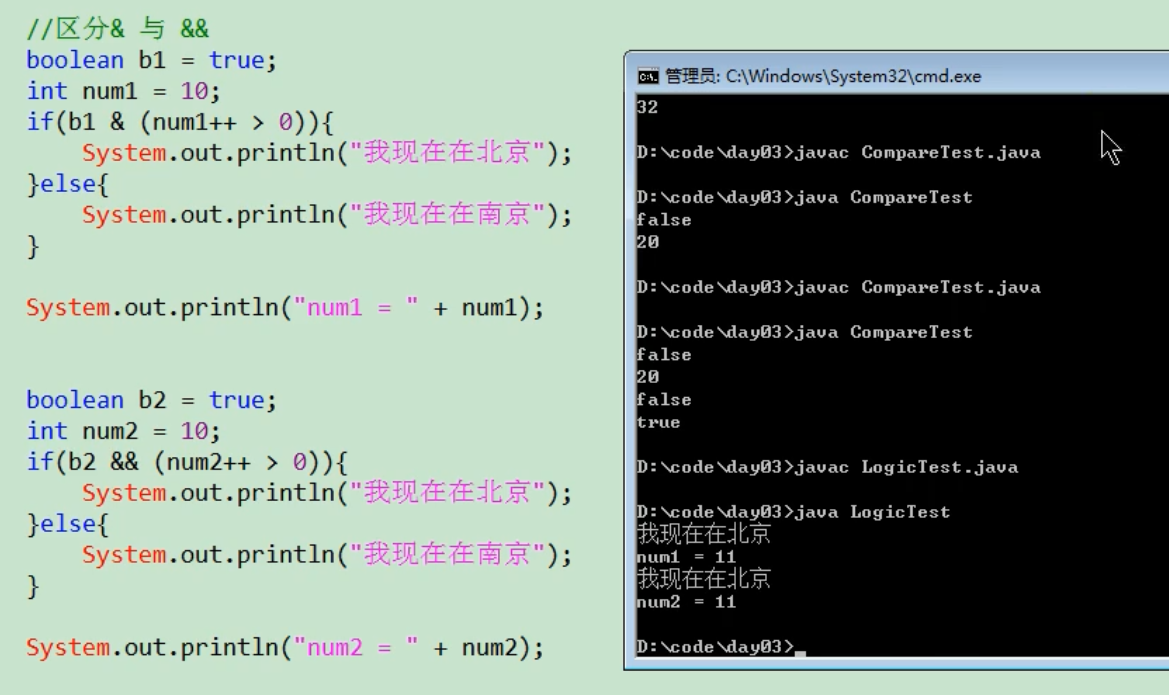 //区分& 与 &&
boolean b1 = true;
int num1 = 10;
if(b1 & (num1++ > 0)){
System.out.println("我现在在北京");
}else{
System.out.println("我现在在南京");
}
System.out.println("num1 = " + num1);
boolean b2 = true;
int num2 = 10;
if(b2 && (num2++ > 0)){
System.out.println("我现在在北京");
}else{
System.out.println("我现在在南京");
}
System.out.println("num2 = " + num2);
管理员: C:\Windows\System32\cmd.exe
32
D:\code\day03>javac CompareTest.java
D:\code\day03>java CompareTest
false
20
D:\code\day03>javac CompareTest.java
D:\code\day03>java CompareTest
false
20
false
true
D:\code\day03>javac LogicTest.java
D:\code\day03>java LogicTest
我现在在北京
num1 = 11
我现在在北京
num2 = 11
D:\code\day03>